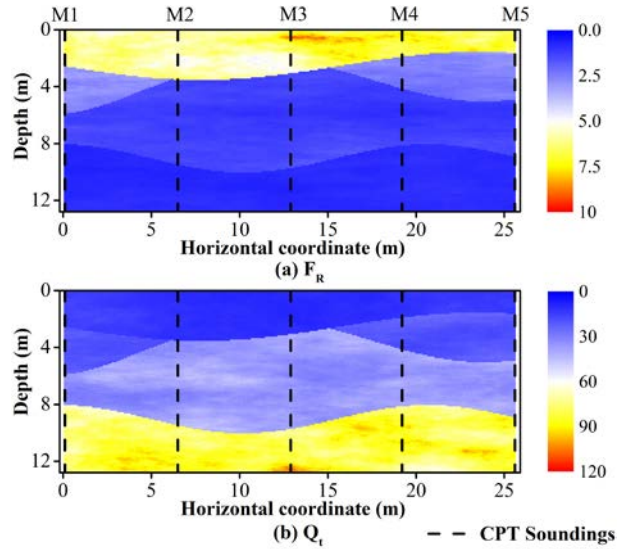 M1 M2 M3 M4 M5
0
4
8
12
Depth (m)
0 5 10 15 20 25
Horizontal coordinate (m)
(a) F_R
0.0
2.5
5.0
7.5
10
0
4
8
12
Depth (m)
0 5 10 15 20 25
Horizontal coordinate (m)
(b) Q_t
0
30
60
90
120
CPT Soundings